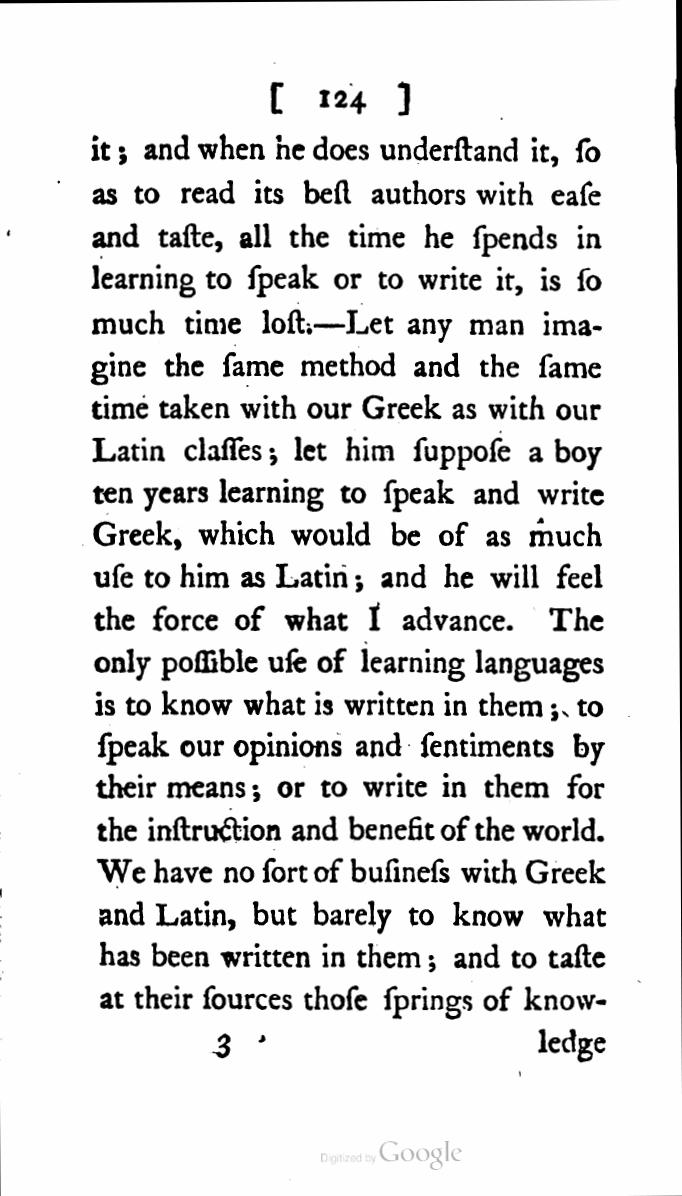 [ 124 ]
it; and when he does underſtand it, ſo
as to read its beſt authors with eaſe
and taſte, all the time he ſpends in
learning to ſpeak or to write it, is ſo
much time loſt.—Let any man ima-
gine the ſame method and the ſame
time taken with our Greek as with our
Latin claſſes; let him ſuppoſe a boy
ten years learning to ſpeak and write
Greek, which would be of as much
uſe to him as Latin; and he will feel
the force of what I advance. The
only poſſible uſe of learning languages
is to know what is written in them; to
ſpeak our opinions and ſentiments by
their means; or to write in them for
the inſtruction and benefit of the world.
We have no ſort of buſineſs with Greek
and Latin, but barely to know what
has been written in them; and to taſte
at their ſources thoſe ſprings of know-
3 ledge
Digitized by Google